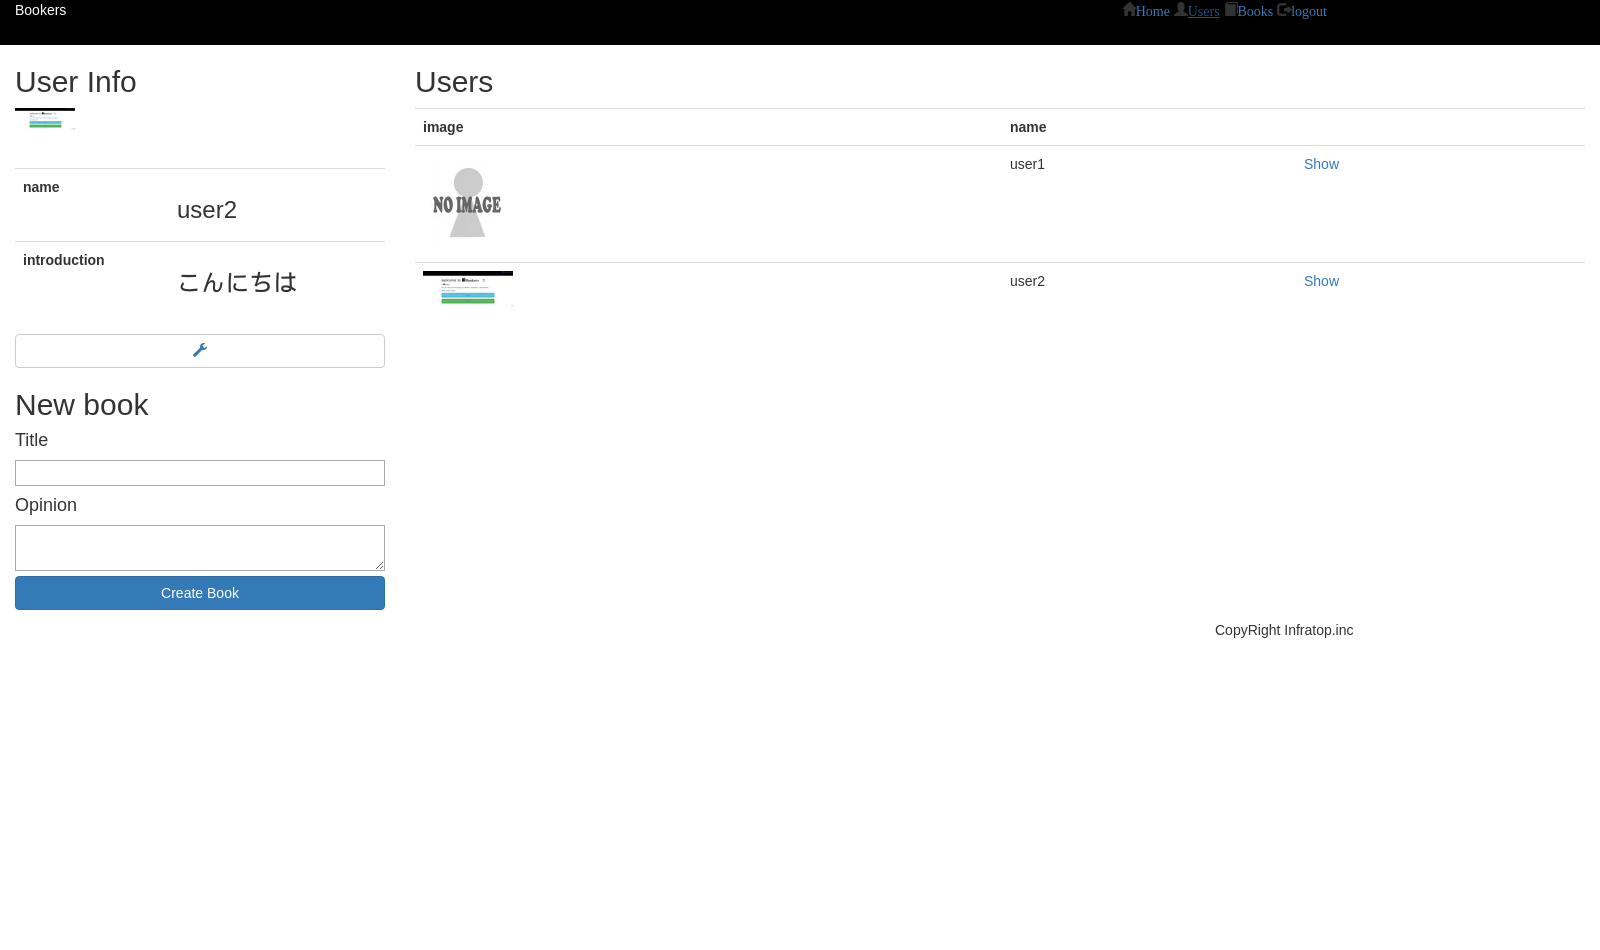 Bookers
Home Users Books logout
User Info
name
user2
introduction
こんにちは
New book
Title
Opinion
Create Book
Users
image name
NO IMAGE
user1 Show
user2 Show
CopyRight Infratop.inc